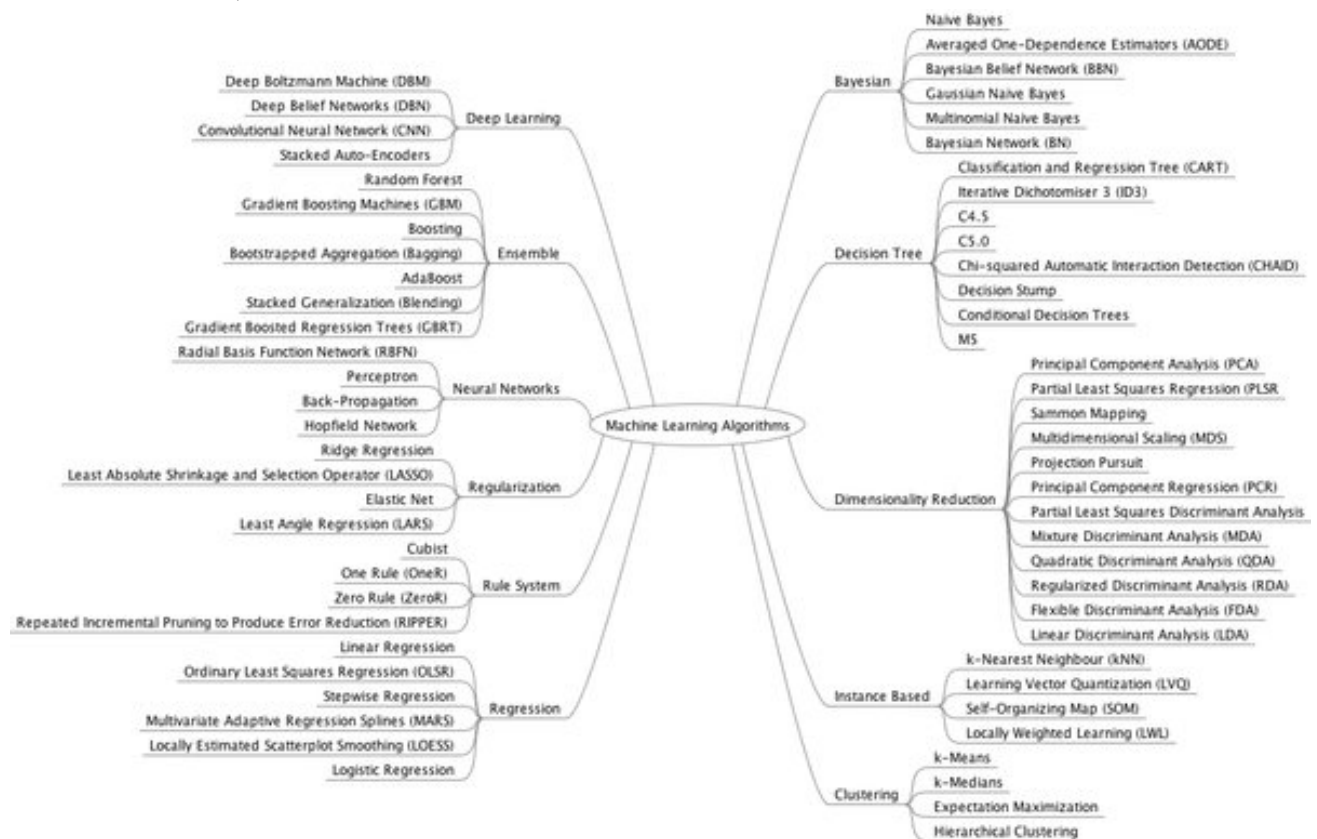 Deep Boltzmann Machine (DBM)
Deep Belief Networks (DBN)
Convolutional Neural Network (CNN)
Stacked Auto-Encoders
Deep Learning
Random Forest
Gradient Boosting Machines (GBM)
Boosting
Bootstrapped Aggregation (Bagging)
AdaBoost
Stacked Generalization (Blending)
Gradient Boosted Regression Trees (GBRT)
Ensemble
Radial Basis Function Network (RBFN)
Perceptron
Back-Propagation
Hopfield Network
Neural Networks
Ridge Regression
Least Absolute Shrinkage and Selection Operator (LASSO)
Elastic Net
Least Angle Regression (LARS)
Regularization
Cubist
One Rule (OneR)
Zero Rule (ZeroR)
Repeated Incremental Pruning to Produce Error Reduction (RIPPER)
Rule System
Linear Regression
Ordinary Least Squares Regression (OLSR)
Stepwise Regression
Multivariate Adaptive Regression Splines (MARS)
Locally Estimated Scatterplot Smoothing (LOESS)
Logistic Regression
Regression
Machine Learning Algorithms
Bayesian
Naive Bayes
Averaged One-Dependence Estimators (AODE)
Bayesian Belief Network (BBN)
Gaussian Naive Bayes
Multinomial Naive Bayes
Bayesian Network (BN)
Decision Tree
Classification and Regression Tree (CART)
Iterative Dichotomiser 3 (ID3)
C4.5
C5.0
Chi-squared Automatic Interaction Detection (CHAID)
Decision Stump
Conditional Decision Trees
M5
Dimensionality Reduction
Principal Component Analysis (PCA)
Partial Least Squares Regression (PLSR
Sammon Mapping
Multidimensional Scaling (MDS)
Projection Pursuit
Principal Component Regression (PCR)
Partial Least Squares Discriminant Analysis
Mixture Discriminant Analysis (MDA)
Quadratic Discriminant Analysis (QDA)
Regularized Discriminant Analysis (RDA)
Flexible Discriminant Analysis (FDA)
Linear Discriminant Analysis (LDA)
Instance Based
k-Nearest Neighbour (kNN)
Learning Vector Quantization (LVQ)
Self-Organizing Map (SOM)
Locally Weighted Learning (LWL)
Clustering
k-Means
k-Medians
Expectation Maximization
Hierarchical Clustering